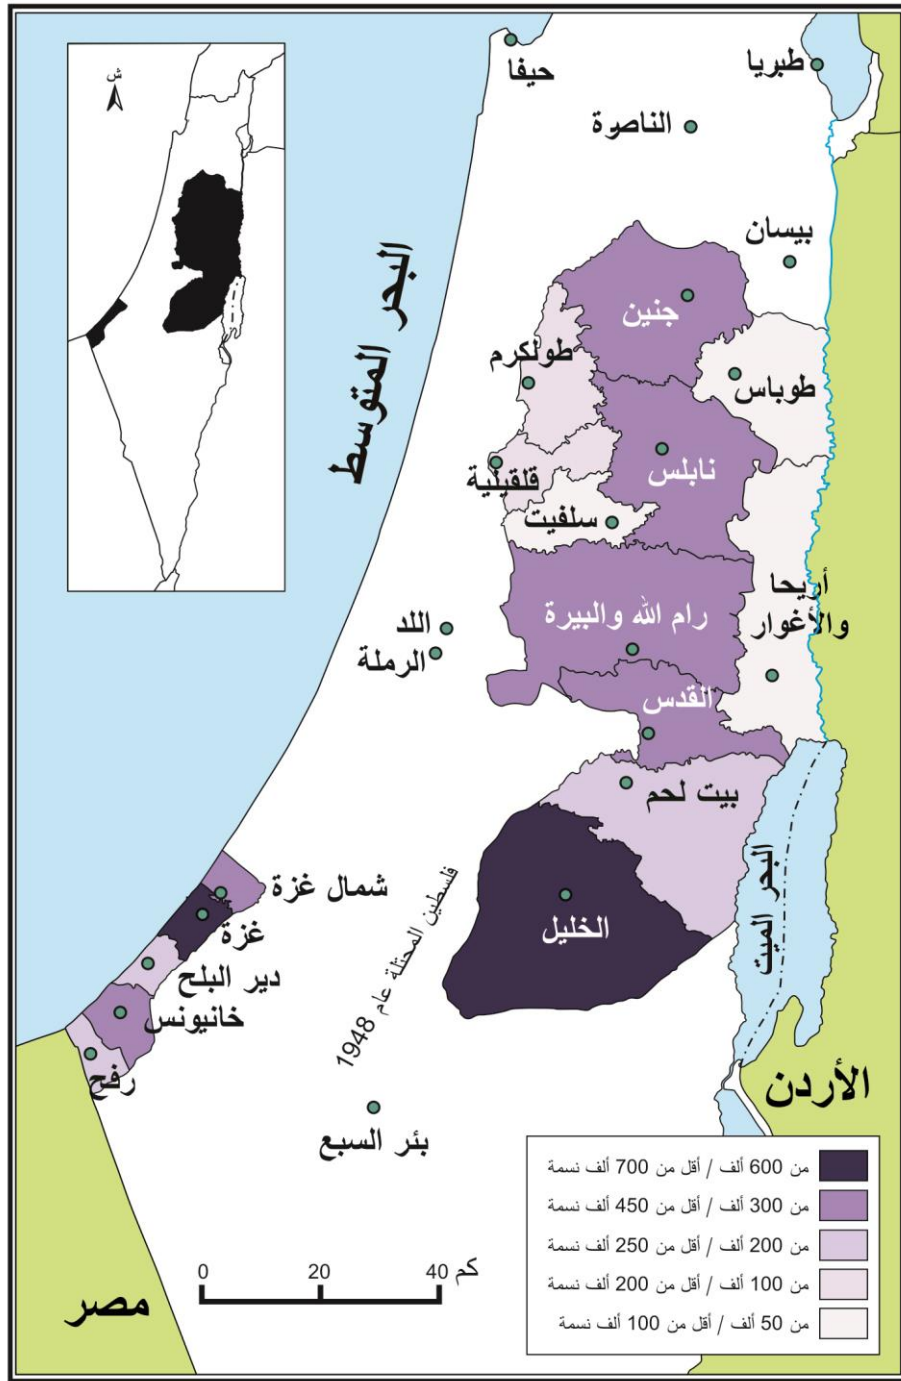 ش
حيفا
طبريا
الناصرة
بيسان
البحر المتوسط
جنين
طولكرم
طوباس
نابلس
قلقيلية
سلفيت
أريحا
والأغوار
رام الله والبيرة
اللد
الرملة
القدس
بيت لحم
البحر الميت
شمال غزة
غزة
دير البلح
خانيونس
رفح
الخليل
فلسطين المحتلة عام 1948
الأردن
بئر السبع
مصر
0 20 40 كم
من 600 ألف / أقل من 700 ألف نسمة
من 300 ألف / أقل من 450 ألف نسمة
من 200 ألف / أقل من 250 ألف نسمة
من 100 ألف / أقل من 200 ألف نسمة
من 50 ألف / أقل من 100 ألف نسمة